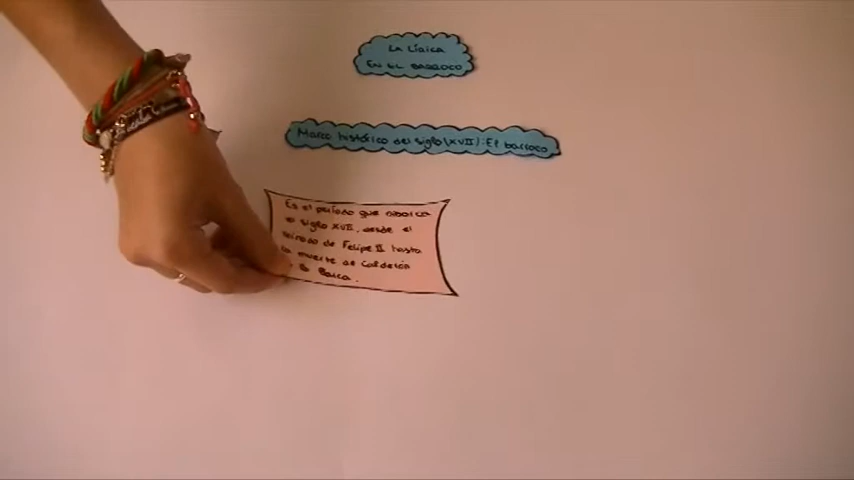 LA LÍRICA
EN EL BARROCO
Marco histórico del siglo (XVII): El barroco
Es el período que abarca
el siglo XVII, desde el
reinado de Felipe II hasta
la muerte de Calderón
Barca.